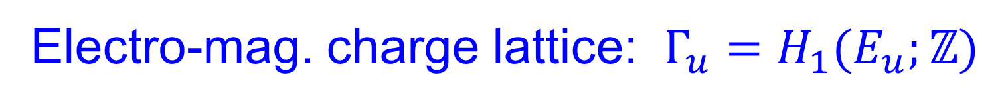 Electro-mag. charge lattice: Γ_u = H_1(E_u; ℤ)